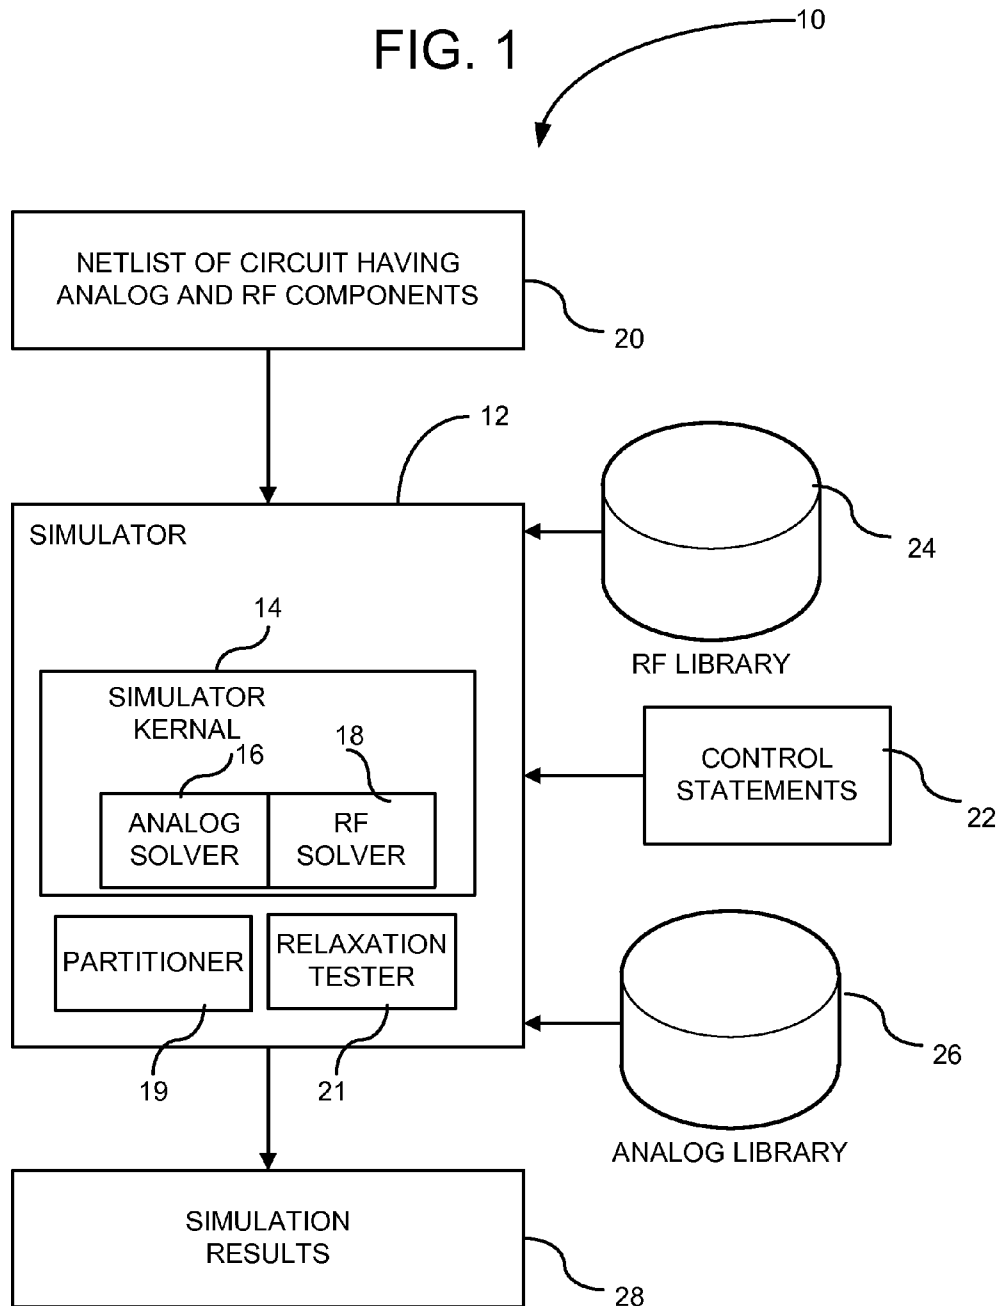 FIG. 1
10
NETLIST OF CIRCUIT HAVING
ANALOG AND RF COMPONENTS
20
12
SIMULATOR
24
RF LIBRARY
14
SIMULATOR
KERNAL
16
18
ANALOG
SOLVER
RF
SOLVER
CONTROL
STATEMENTS
22
PARTITIONER
RELAXATION
TESTER
19
21
26
ANALOG LIBRARY
SIMULATION
RESULTS
28